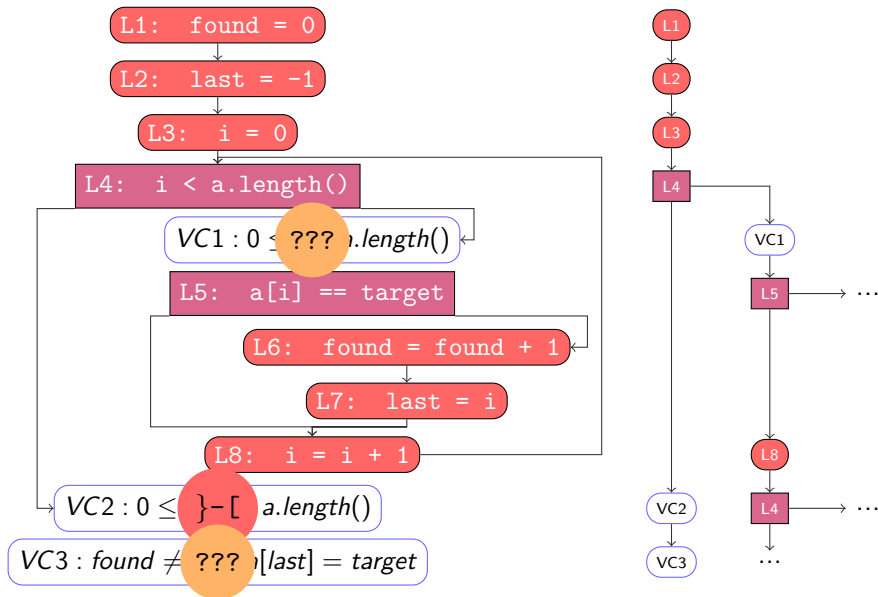 L1: found = 0
L2: last = -1
L3: i = 0
L4: i < a.length()
VC1 : 0 ≤ ??? a.length()
L5: a[i] == target
L6: found = found + 1
L7: last = i
L8: i = i + 1
VC2 : 0 ≤ }-[ a.length()
VC3 : found ≠ ??? [last] = target
L1
L2
L3
L4
VC1
L5 ...
L8
VC2
L4 ...
VC3
...